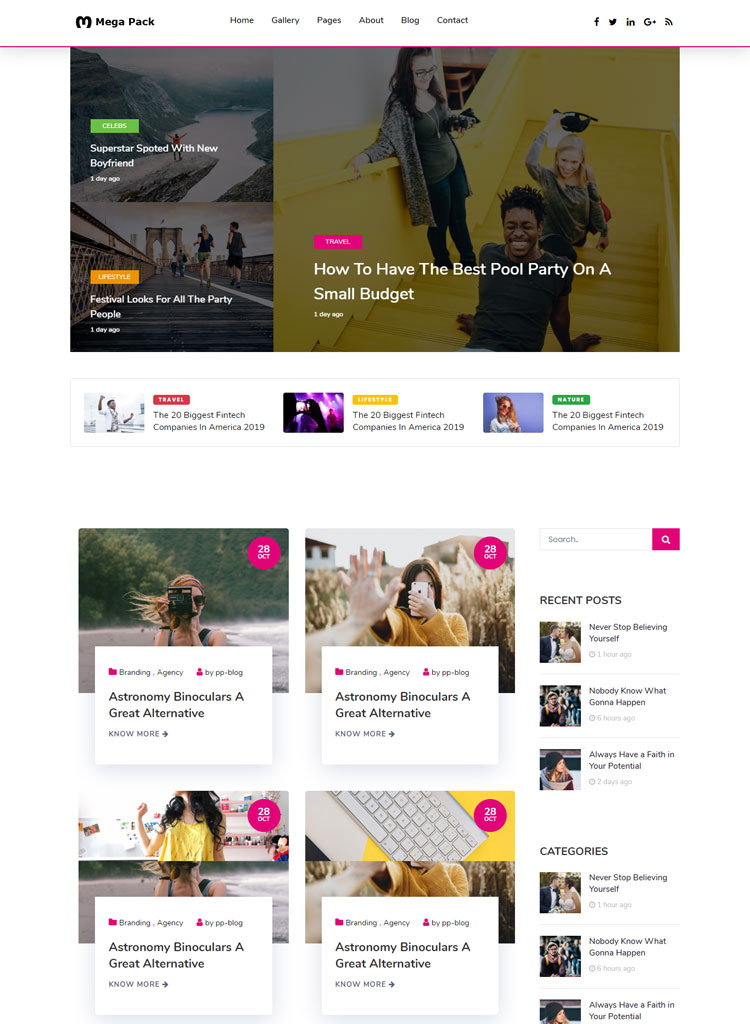 Mega Pack
Home Gallery Pages About Blog Contact
CELEBS
Superstar Spoted With New
Boyfriend
1 day ago
LIFESTYLE
Festival Looks For All The Party
People
1 day ago
TRAVEL
How To Have The Best Pool Party On A
Small Budget
1 day ago
TRAVEL
The 20 Biggest Fintech
Companies In America 2019
LIFESTYLE
The 20 Biggest Fintech
Companies In America 2019
NATURE
The 20 Biggest Fintech
Companies In America 2019
28
OCT
Branding , Agency by pp-blog
Astronomy Binoculars A
Great Alternative
KNOW MORE
28
OCT
Branding , Agency by pp-blog
Astronomy Binoculars A
Great Alternative
KNOW MORE
28
OCT
Branding , Agency by pp-blog
Astronomy Binoculars A
Great Alternative
KNOW MORE
28
OCT
Branding , Agency by pp-blog
Astronomy Binoculars A
Great Alternative
KNOW MORE
Search..
RECENT POSTS
Never Stop Believing
Yourself
1 hour ago
Nobody Know What
Gonna Happen
6 hours ago
Always Have a Faith in
Your Potential
2 days ago
CATEGORIES
Never Stop Believing
Yourself
1 hour ago
Nobody Know What
Gonna Happen
6 hours ago
Always Have a Faith in
Your Potential